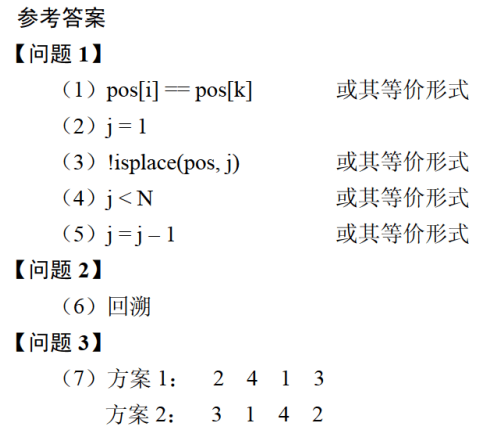 参考答案
【问题 1】
（1）pos[i] == pos[k] 或其等价形式
（2）j = 1
（3）!isplace(pos, j) 或其等价形式
（4）j < N 或其等价形式
（5）j = j – 1 或其等价形式
【问题 2】
（6）回溯
【问题 3】
（7）方案 1： 2 4 1 3
方案 2： 3 1 4 2